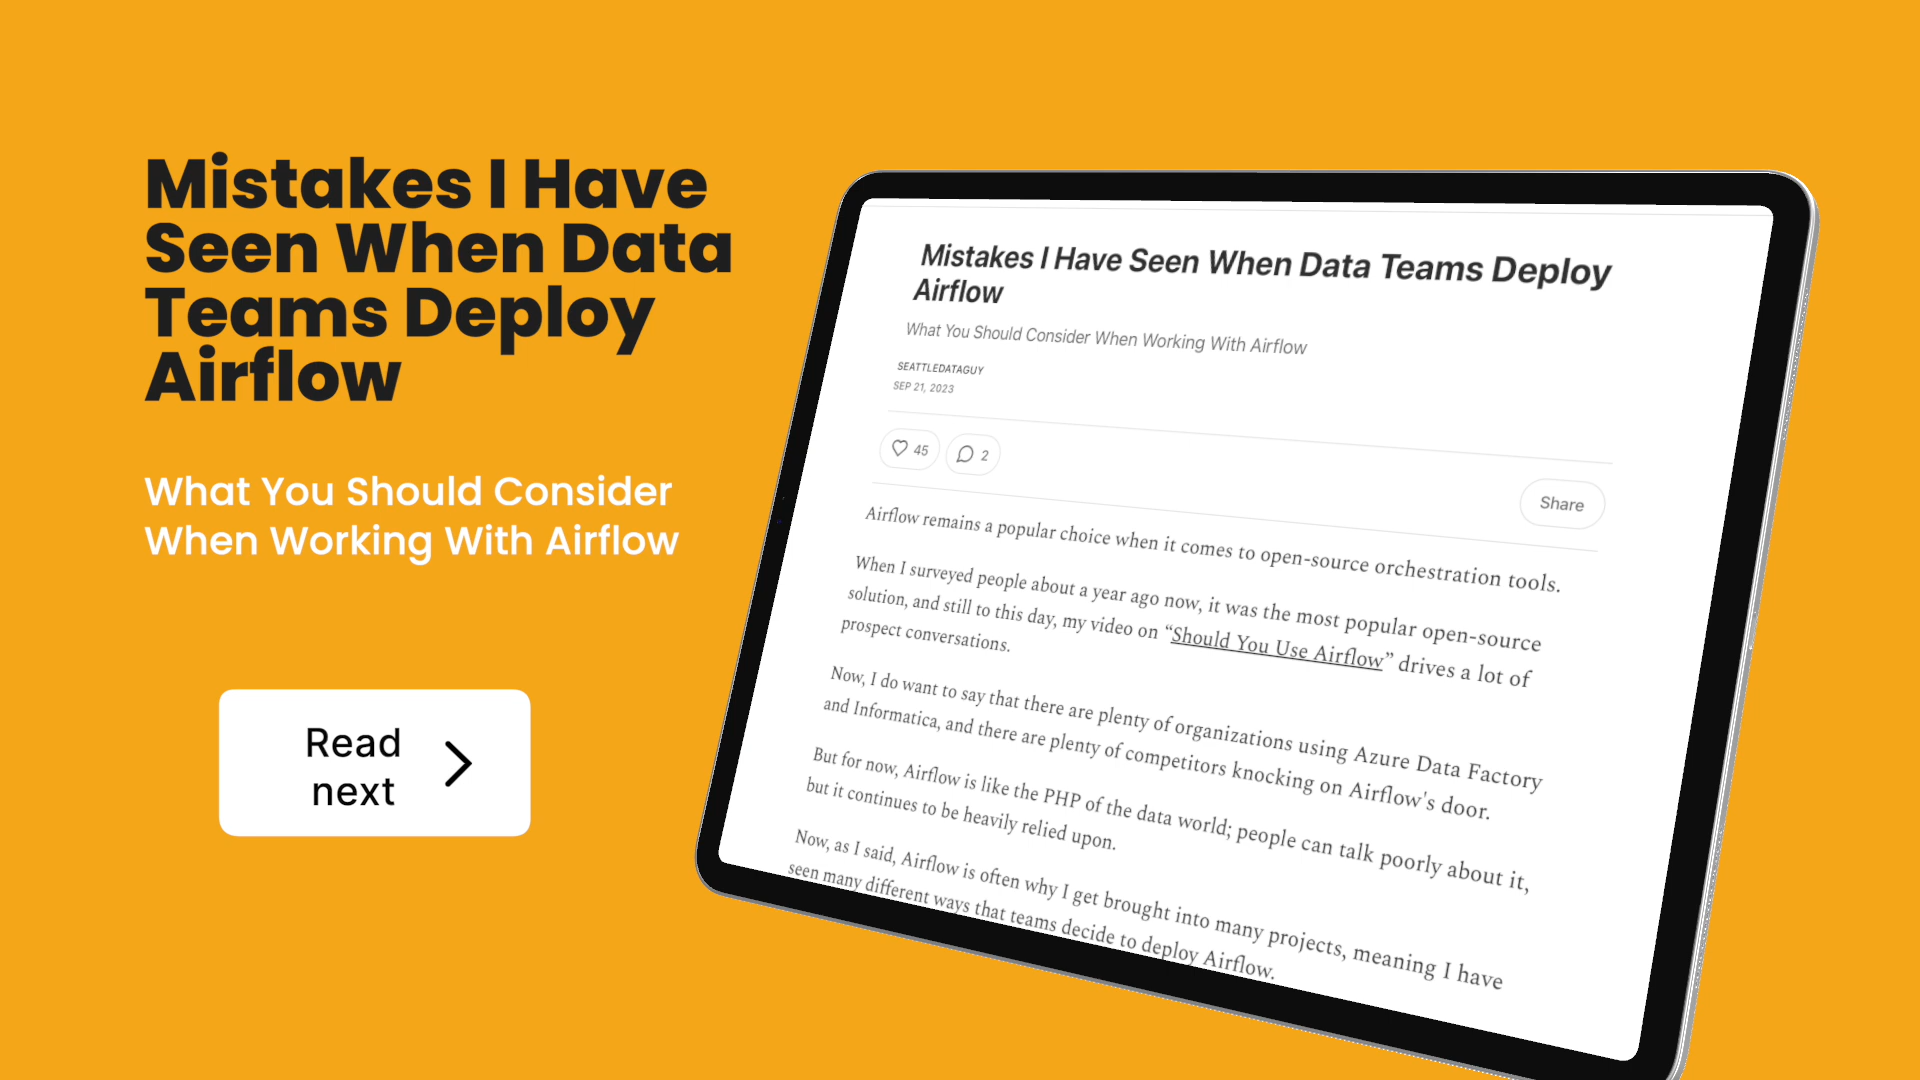 Mistakes I Have
Seen When Data
Teams Deploy
Airflow
What You Should Consider
When Working With Airflow
Read
next
Mistakes I Have Seen When Data Teams Deploy
Airflow
What You Should Consider When Working With Airflow
SEATTLEDATAGUY
SEP 21, 2023
45
2
Share
Airflow remains a popular choice when it comes to open-source orchestration tools.
When I surveyed people about a year ago now, it was the most popular open-source
solution, and still to this day, my video on “Should You Use Airflow” drives a lot of
prospect conversations.
Now, I do want to say that there are plenty of organizations using Azure Data Factory
and Informatica, and there are plenty of competitors knocking on Airflow's door.
But for now, Airflow is like the PHP of the data world; people can talk poorly about it,
but it continues to be heavily relied upon.
Now, as I said, Airflow is often why I get brought into many projects, meaning I have
seen many different ways that teams decide to deploy Airflow.